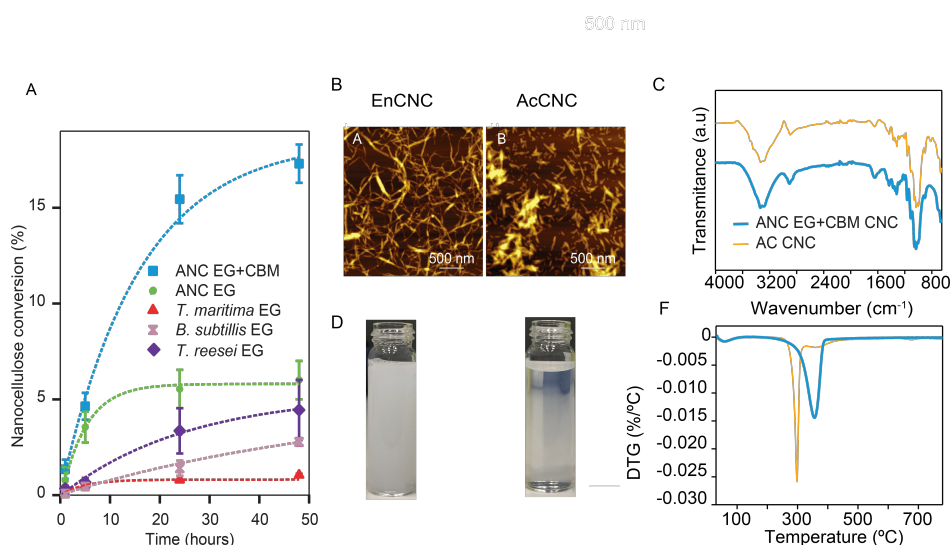 500 nm
A
B
EnCNC
AcCNC
C
A
B
500 nm
500 nm
Nanocellulose conversion (%)
15
10
5
0
ANC EG+CBM
ANC EG
T. maritima EG
B. subtillis EG
T. reesei EG
0
10
20
30
40
50
Time (hours)
Transmitance (a.u)
ANC EG+CBM CNC
AC CNC
4000
3200
2400
1600
800
Wavenumber (cm-1)
D
F
DTG (%/ºC)
0
-0.005
-0.010
-0.015
-0.020
-0.025
-0.030
100
300
500
700
Temperature (ºC)